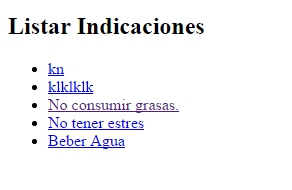 Listar Indicaciones
kn
klklklk
No consumir grasas.
No tener estres
Beber Agua